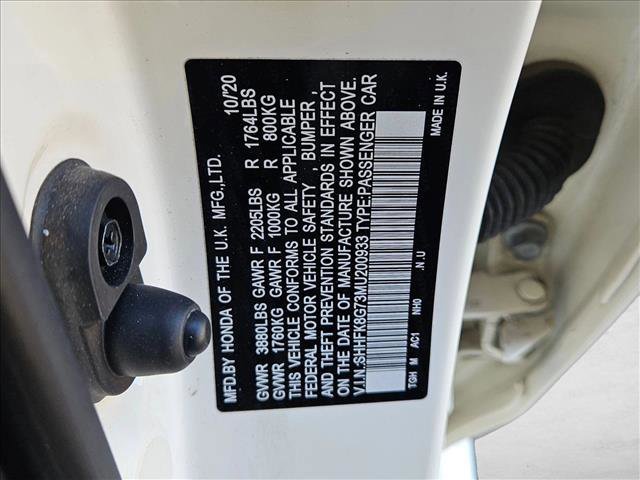 MFD.BY HONDA OF THE U.K. MFG.,LTD. 10/'20
GVWR 3880LBS GAWR F 2205LBS R 1764LBS
GVWR 1760KG GAWR F 1000KG R 800KG
THIS VEHICLE CONFORMS TO ALL APPLICABLE
FEDERAL MOTOR VEHICLE SAFETY , BUMPER ,
AND THEFT PREVENTION STANDARDS IN EFFECT
ON THE DATE OF MANUFACTURE SHOWN ABOVE.
V.I.N.:SHHFK8G73MU200933 TYPE:PASSENGER CAR
.N.U
TGH M AC1 NH0 MADE IN U.K.